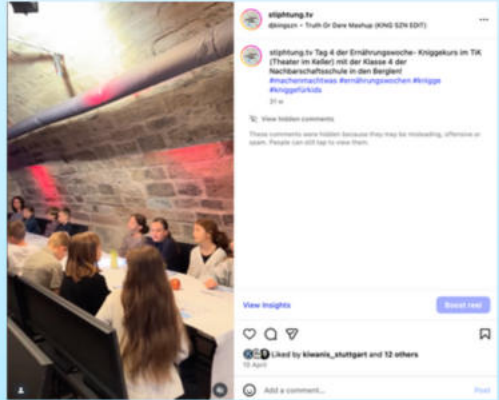 stiphtung.tv
djkingszn • Truth Or Dare Mashup (KING SZN EDIT)
stiphtung.tv Tag 4 der Ernährungswoche- Kniggekurs im TiK
(Theater im Keller) mit der Klasse 4 der
Nachbarschaftsschule in den Berglen!
#machenmachtwas #ernährungswochen #knigge
#kniggefürkids
31 w
View hidden comments
These comments were hidden because they may be misleading, offensive or
spam. People can still tap to view them.
View Insights
Boost reel
Liked by kiwanis_stuttgart and 12 others
10 April
Add a comment...
Post